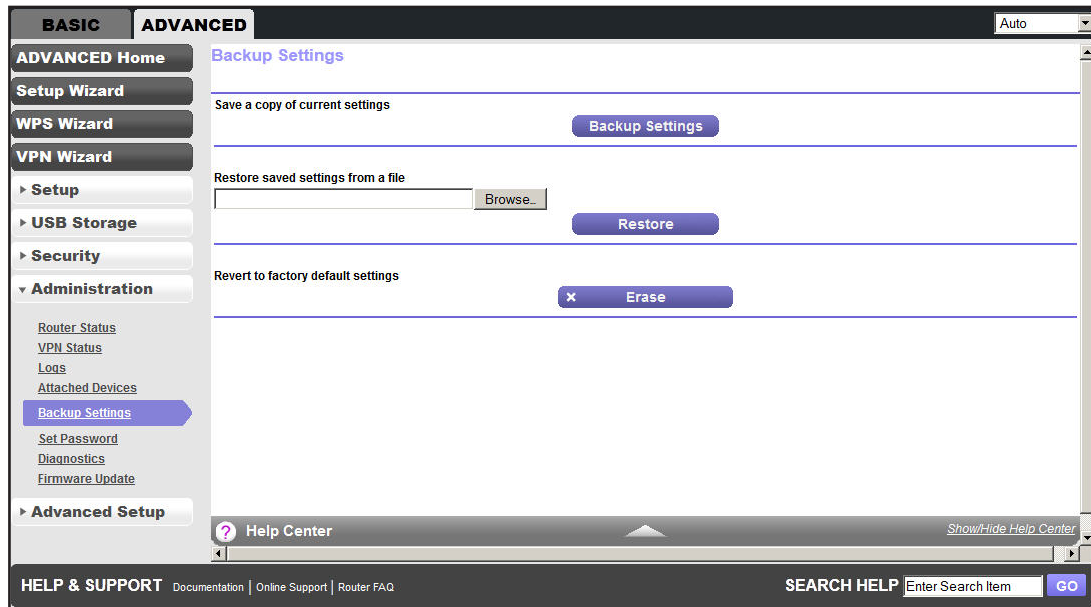 BASIC
ADVANCED
Auto
ADVANCED Home
Setup Wizard
WPS Wizard
VPN Wizard
Setup
USB Storage
Security
Administration
Router Status
VPN Status
Logs
Attached Devices
Backup Settings
Set Password
Diagnostics
Firmware Update
Advanced Setup
Backup Settings
Save a copy of current settings
Backup Settings
Restore saved settings from a file
Browse..
Restore
Revert to factory default settings
Erase
? Help Center
Show/Hide Help Center
HELP & SUPPORT Documentation | Online Support | Router FAQ
SEARCH HELP Enter Search Item GO